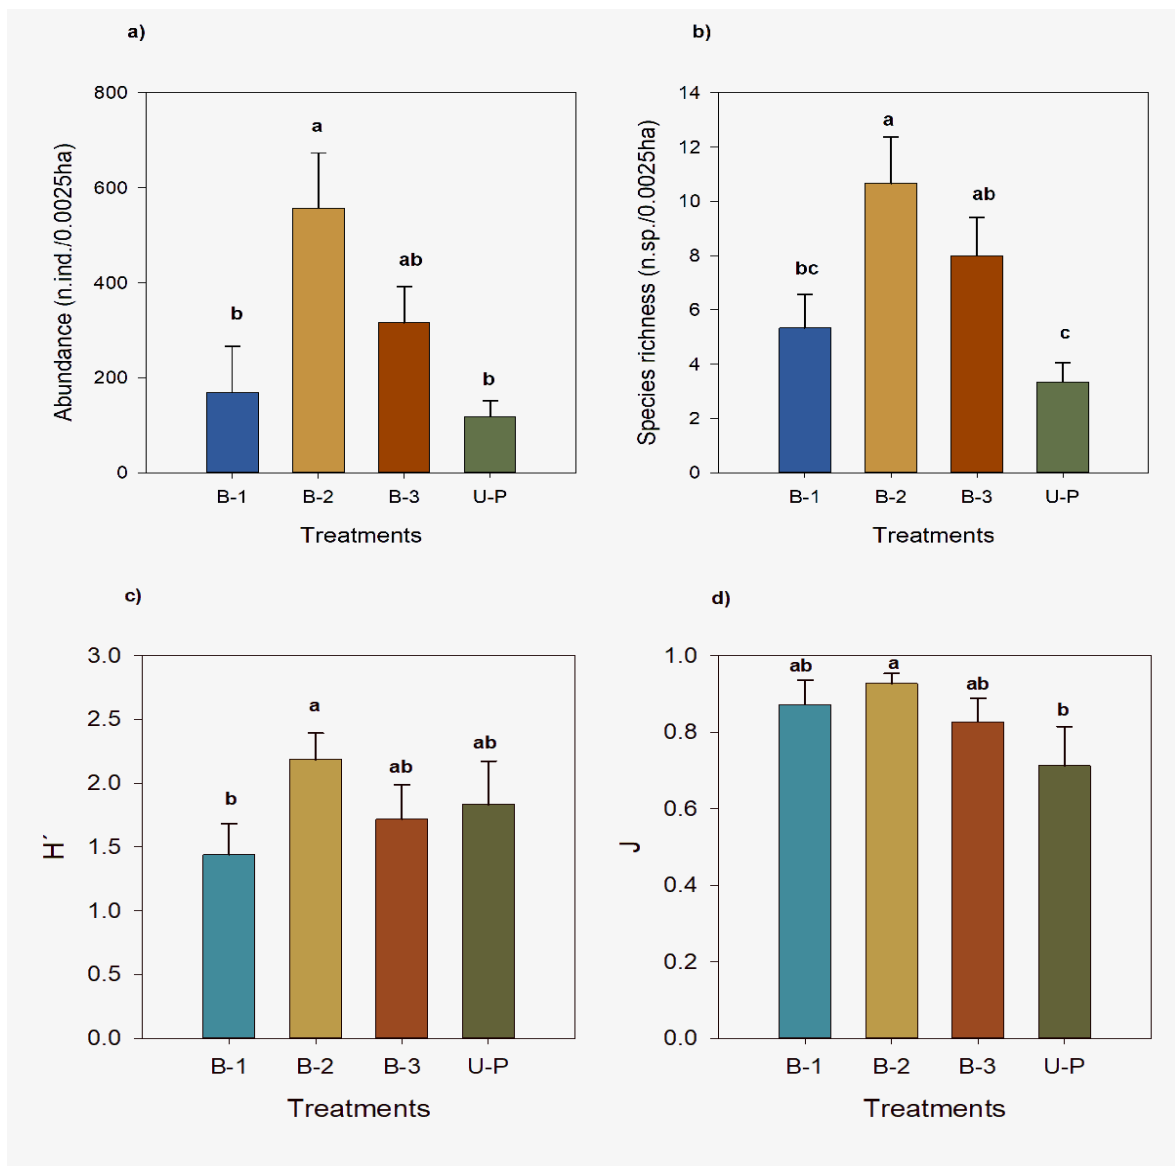 a)
800
600
400
200
0
Abundance (n.ind./0.0025ha)
b
a
ab
b
B-1 B-2 B-3 U-P
Treatments
b)
14
12
10
8
6
4
2
0
Species richness (n.sp./0.0025ha)
bc
a
ab
c
B-1 B-2 B-3 U-P
Treatments
c)
3.0
2.5
2.0
1.5
1.0
0.5
0.0
H´
b
a
ab
ab
B-1 B-2 B-3 U-P
Treatments
d)
1.0
0.8
0.6
0.4
0.2
0.0
J
ab
a
ab
b
B-1 B-2 B-3 U-P
Treatments